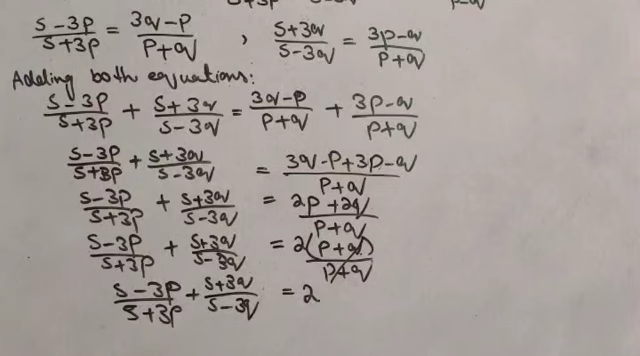 (s-3p)/(s+3p) = (3q-p)/(p+q) , (s+3q)/(s-3q) = (3p-q)/(p+q)
Adding both equations:
(s-3p)/(s+3p) + (s+3q)/(s-3q) = (3q-p)/(p+q) + (3p-q)/(p+q)
(s-3p)/(s+3p) + (s+3q)/(s-3q) = (3q-p+3p-q)/(p+q)
(s-3p)/(s+3p) + (s+3q)/(s-3q) = (2p+2q)/(p+q)
(s-3p)/(s+3p) + (s+3q)/(s-3q) = 2(p+q)/(p+q)
(s-3p)/(s+3p) + (s+3q)/(s-3q) = 2